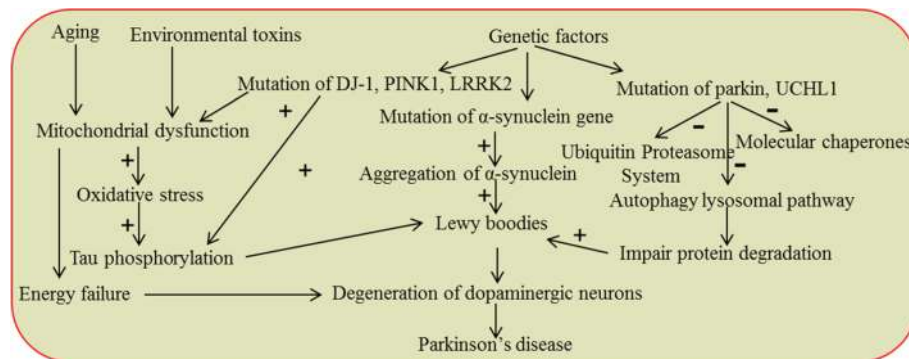 Aging
Environmental toxins
Genetic factors
Mutation of DJ-1, PINK1, LRRK2
Mutation of parkin, UCHL1
+
Mitochondrial dysfunction
Mutation of α-synuclein gene
-
-
+
+
Ubiquitin Proteasome
System
Molecular chaperones
+
-
Oxidative stress
Aggregation of α-synuclein
Autophagy lysosomal pathway
+
+
Lewy boodies
+
Tau phosphorylation
Impair protein degradation
Energy failure
Degeneration of dopaminergic neurons
Parkinson's disease